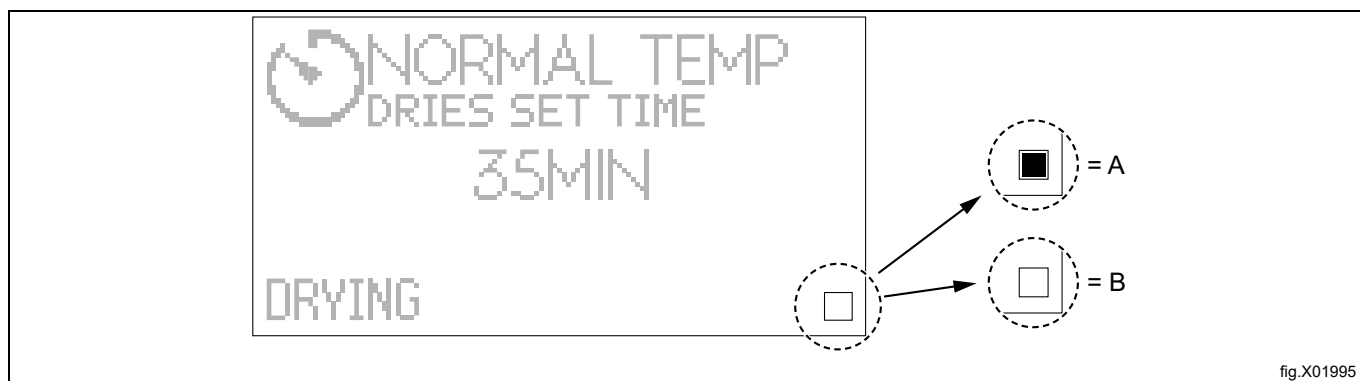 NORMAL TEMP
DRIES SET TIME
35MIN
DRYING
= A
= B
fig.X01995